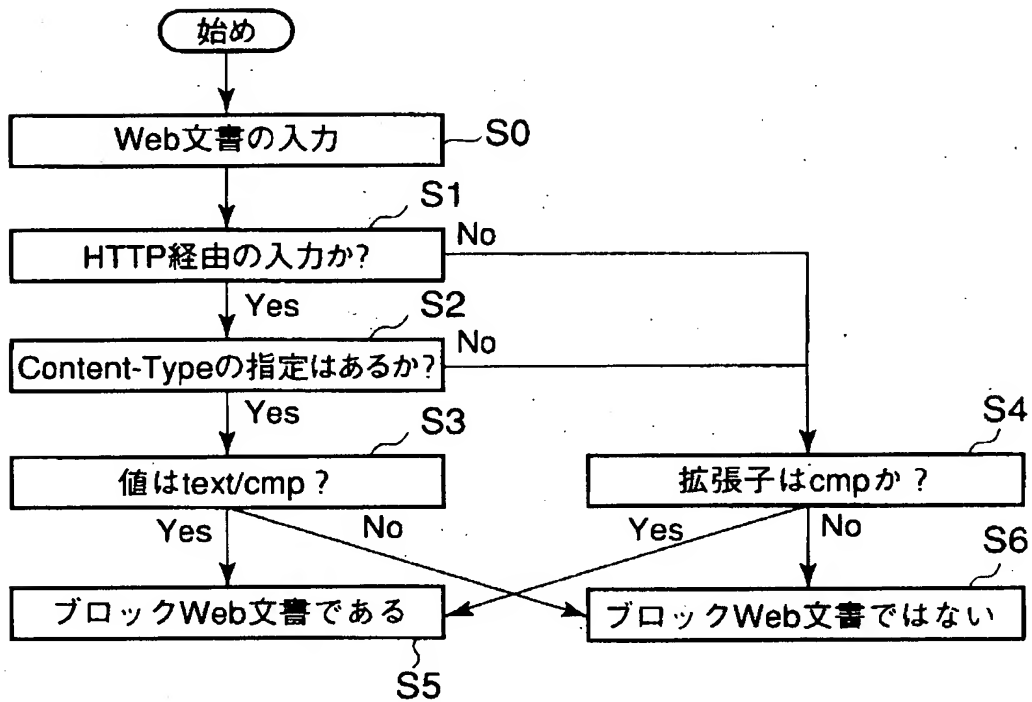 始め
Web文書の入力
S0
S1
HTTP経由の入力か?
No
Yes
S2
Content-Typeの指定はあるか?
No
Yes
S3
値はtext/cmp ?
S4
拡張子はcmpか ?
Yes
No
Yes
No
S6
ブロックWeb文書である
ブロックWeb文書ではない
S5